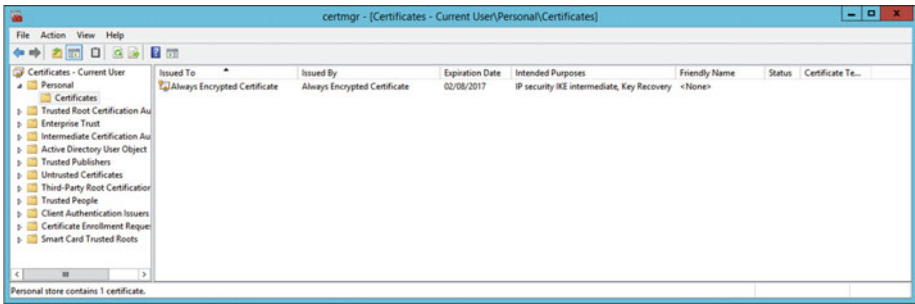 certmgr - [Certificates - Current User\Personal\Certificates]
File Action View Help
Certificates - Current User
Personal
Certificates
Trusted Root Certification Au
Enterprise Trust
Intermediate Certification Au
Active Directory User Object
Trusted Publishers
Untrusted Certificates
Third-Party Root Certification
Trusted People
Client Authentication Issuers
Certificate Enrollment Reque
Smart Card Trusted Roots
Issued To Issued By Expiration Date Intended Purposes Friendly Name Status Certificate Te...
Always Encrypted Certificate Always Encrypted Certificate 02/08/2017 IP security IKE intermediate, Key Recovery <None>
Personal store contains 1 certificate.